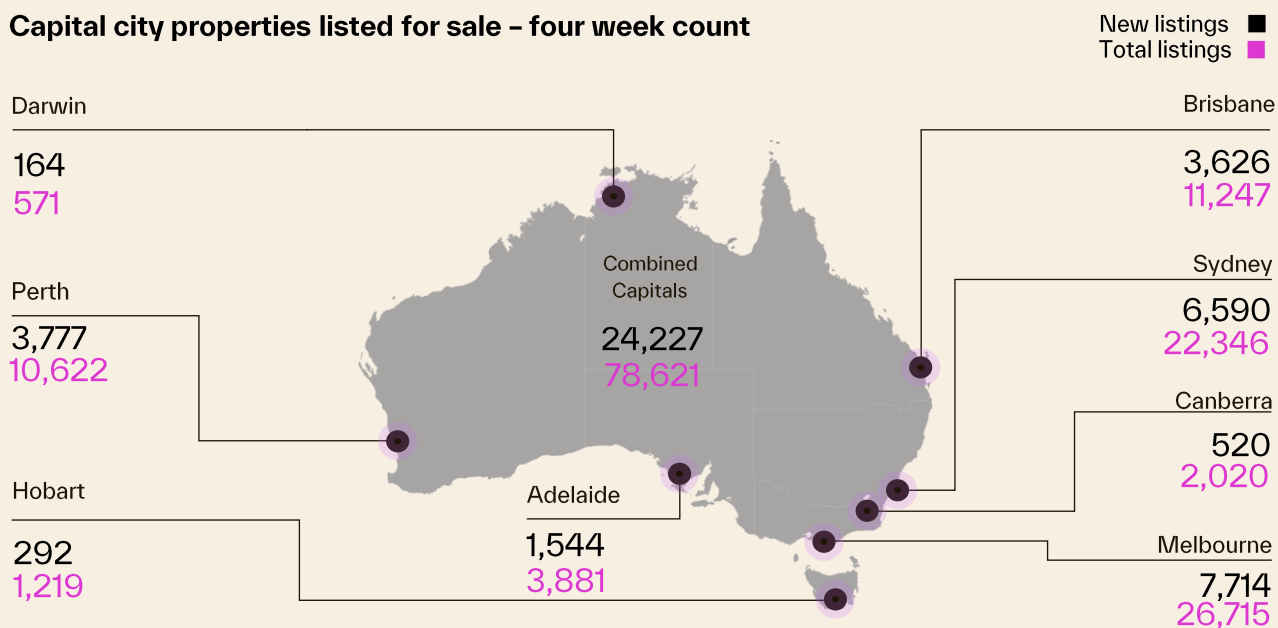 Capital city properties listed for sale – four week count
New listings
Total listings
Darwin
164
571
Brisbane
3,626
11,247
Perth
3,777
10,622
Combined
Capitals
24,227
78,621
Sydney
6,590
22,346
Canberra
520
2,020
Hobart
292
1,219
Adelaide
1,544
3,881
Melbourne
7,714
26,715